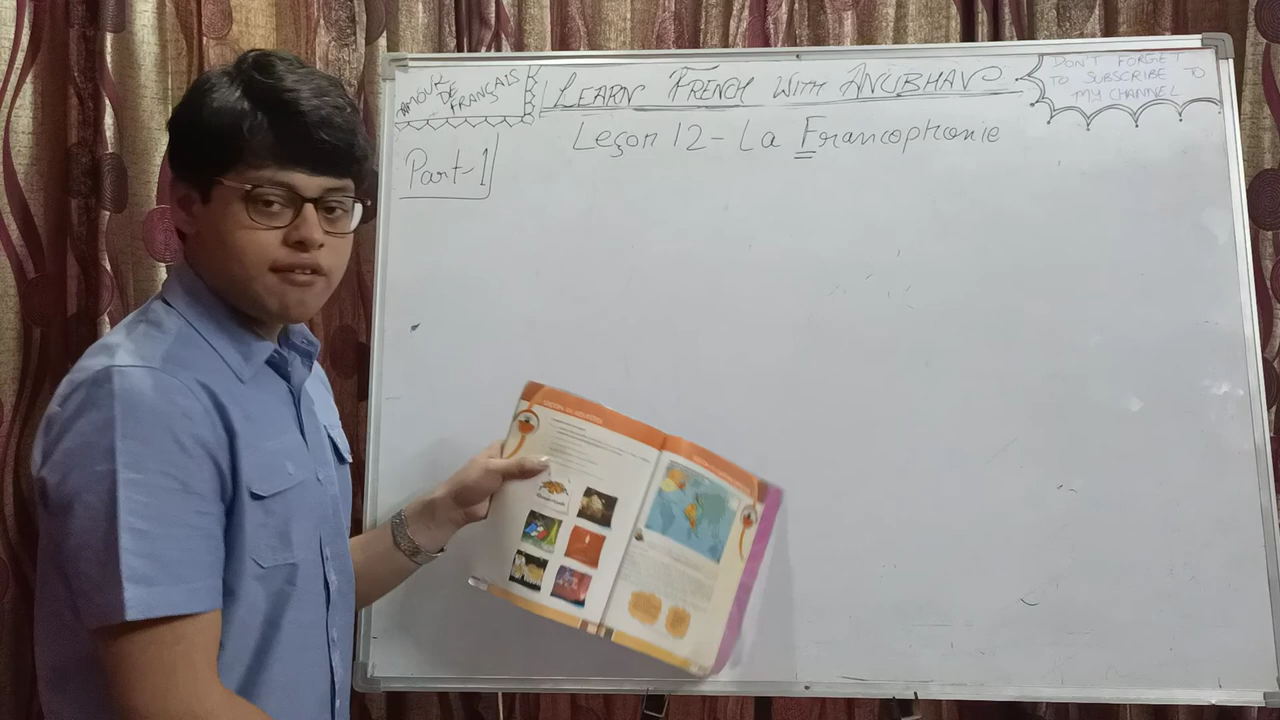 AMOUR
DE
FRANÇAIS
LEARN FRENCH WITH ANUBHAV
DON'T FORGET
TO SUBSCRIBE TO
MY CHANNEL
Leçon 12 - La Francophonie
Part-1